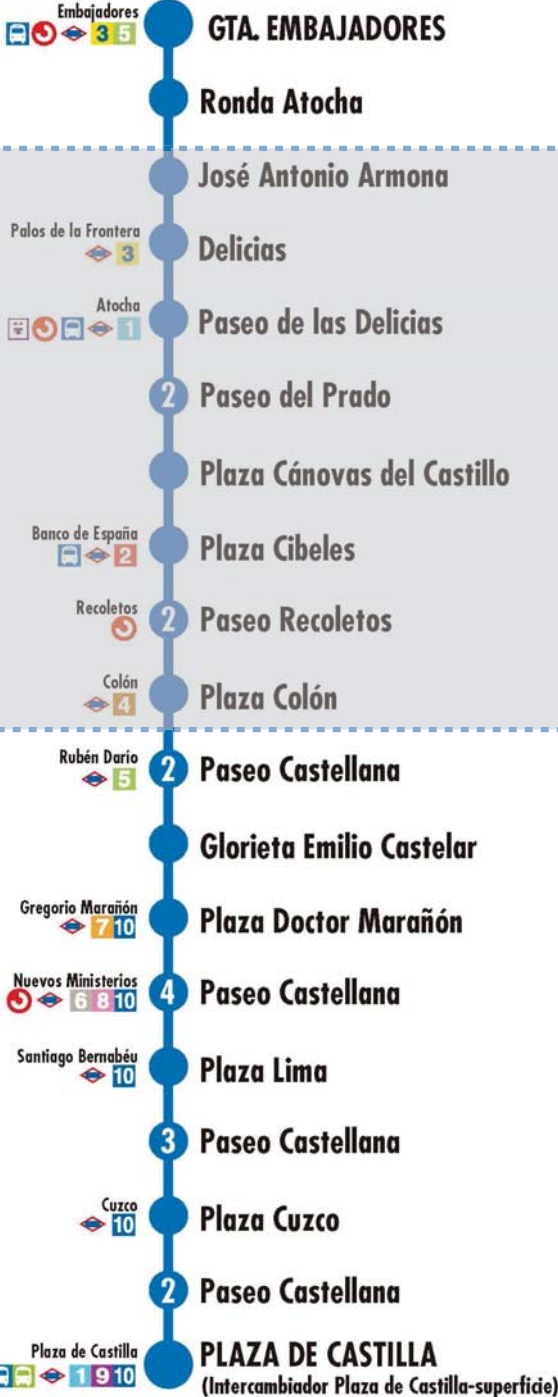 Embajadores
3 5
GTA. EMBAJADORES
Ronda Atocha
José Antonio Armona
Palos de la Frontera
3
Delicias
Atocha
1
Paseo de las Delicias
2 Paseo del Prado
Plaza Cánovas del Castillo
Banco de España
2
Plaza Cibeles
Recoletos
2 Paseo Recoletos
Colón
4
Plaza Colón
Rubén Darío
5
2 Paseo Castellana
Glorieta Emilio Castelar
Gregorio Marañón
7 10
Plaza Doctor Marañón
Nuevos Ministerios
6 8 10
4 Paseo Castellana
Santiago Bernabéu
10
Plaza Lima
3 Paseo Castellana
Cuzco
10
Plaza Cuzco
2 Paseo Castellana
Plaza de Castilla
1 9 10
PLAZA DE CASTILLA
(Intercambiador Plaza de Castilla-superficie)